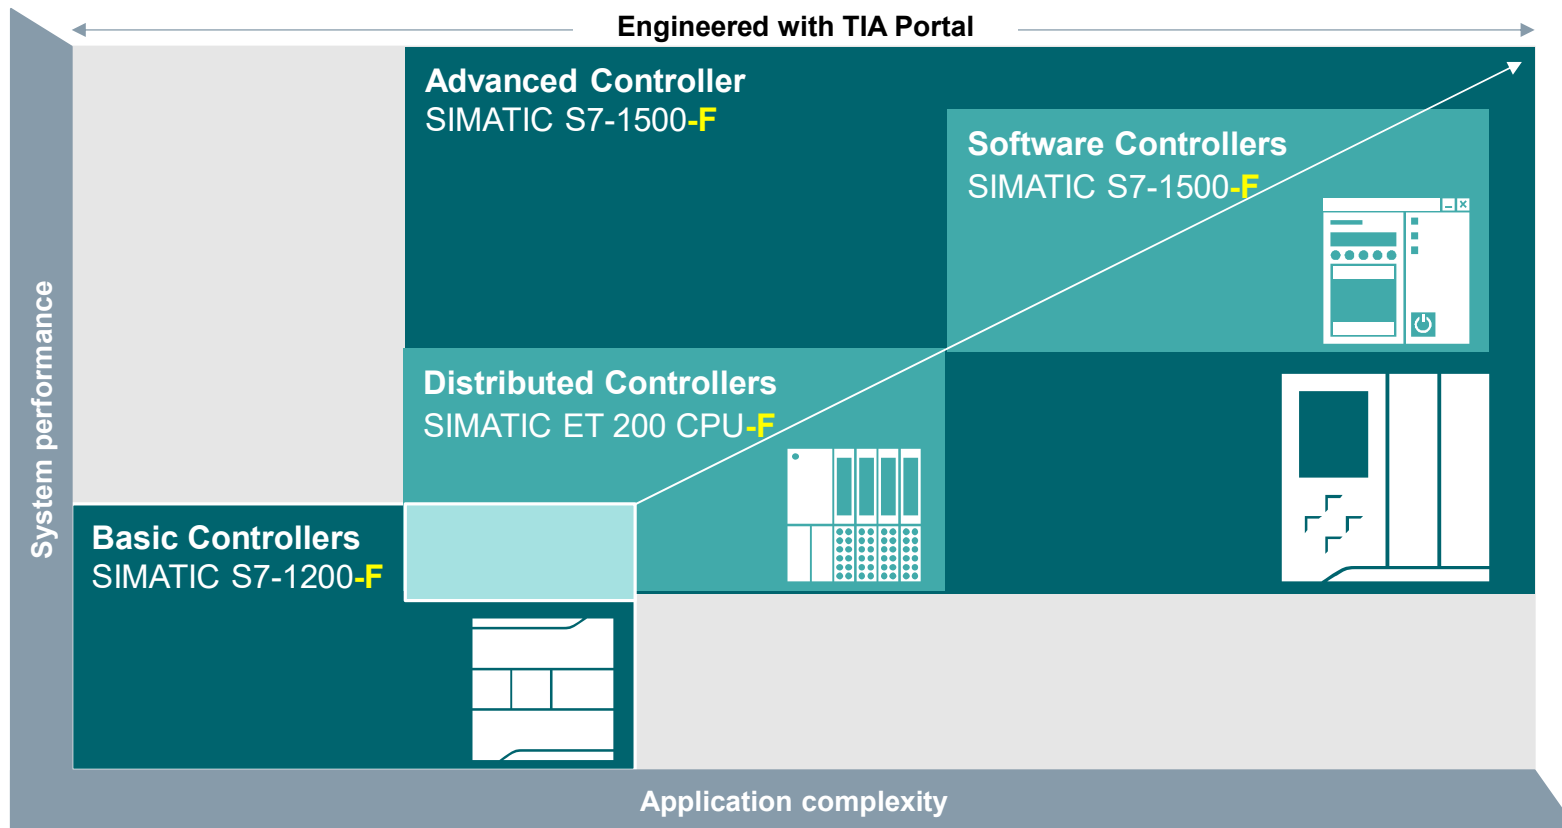 Engineered with TIA Portal
Advanced Controller
SIMATIC S7-1500-F
Software Controllers
SIMATIC S7-1500-F
Distributed Controllers
SIMATIC ET 200 CPU-F
Basic Controllers
SIMATIC S7-1200-F
System performance
Application complexity